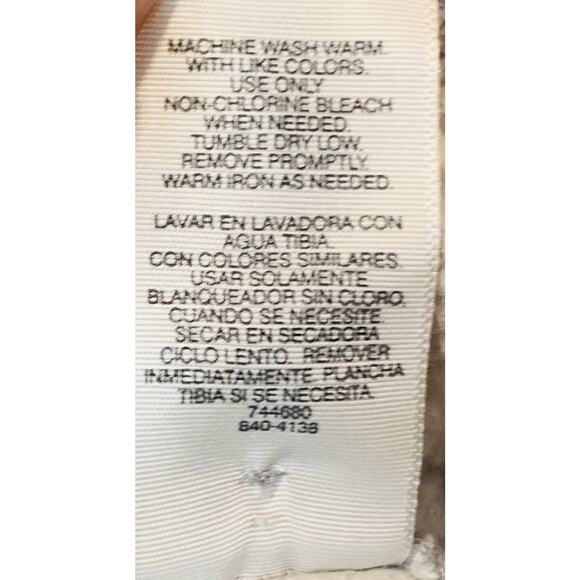 MACHINE WASH WARM.
WITH LIKE COLORS.
USE ONLY
NON-CHLORINE BLEACH
WHEN NEEDED.
TUMBLE DRY LOW.
REMOVE PROMPTLY.
WARM IRON AS NEEDED.
LAVAR EN LAVADORA CON
AGUA TIBIA.
CON COLORES SIMILARES.
USAR SOLAMENTE
BLANQUEADOR SIN CLORO.
CUANDO SE NECESITE.
SECAR EN SECADORA
CICLO LENTO. REMOVER
INMEDIATAMENTE. PLANCHA
TIBIA SI SE NECESITA.
744680
840-4138